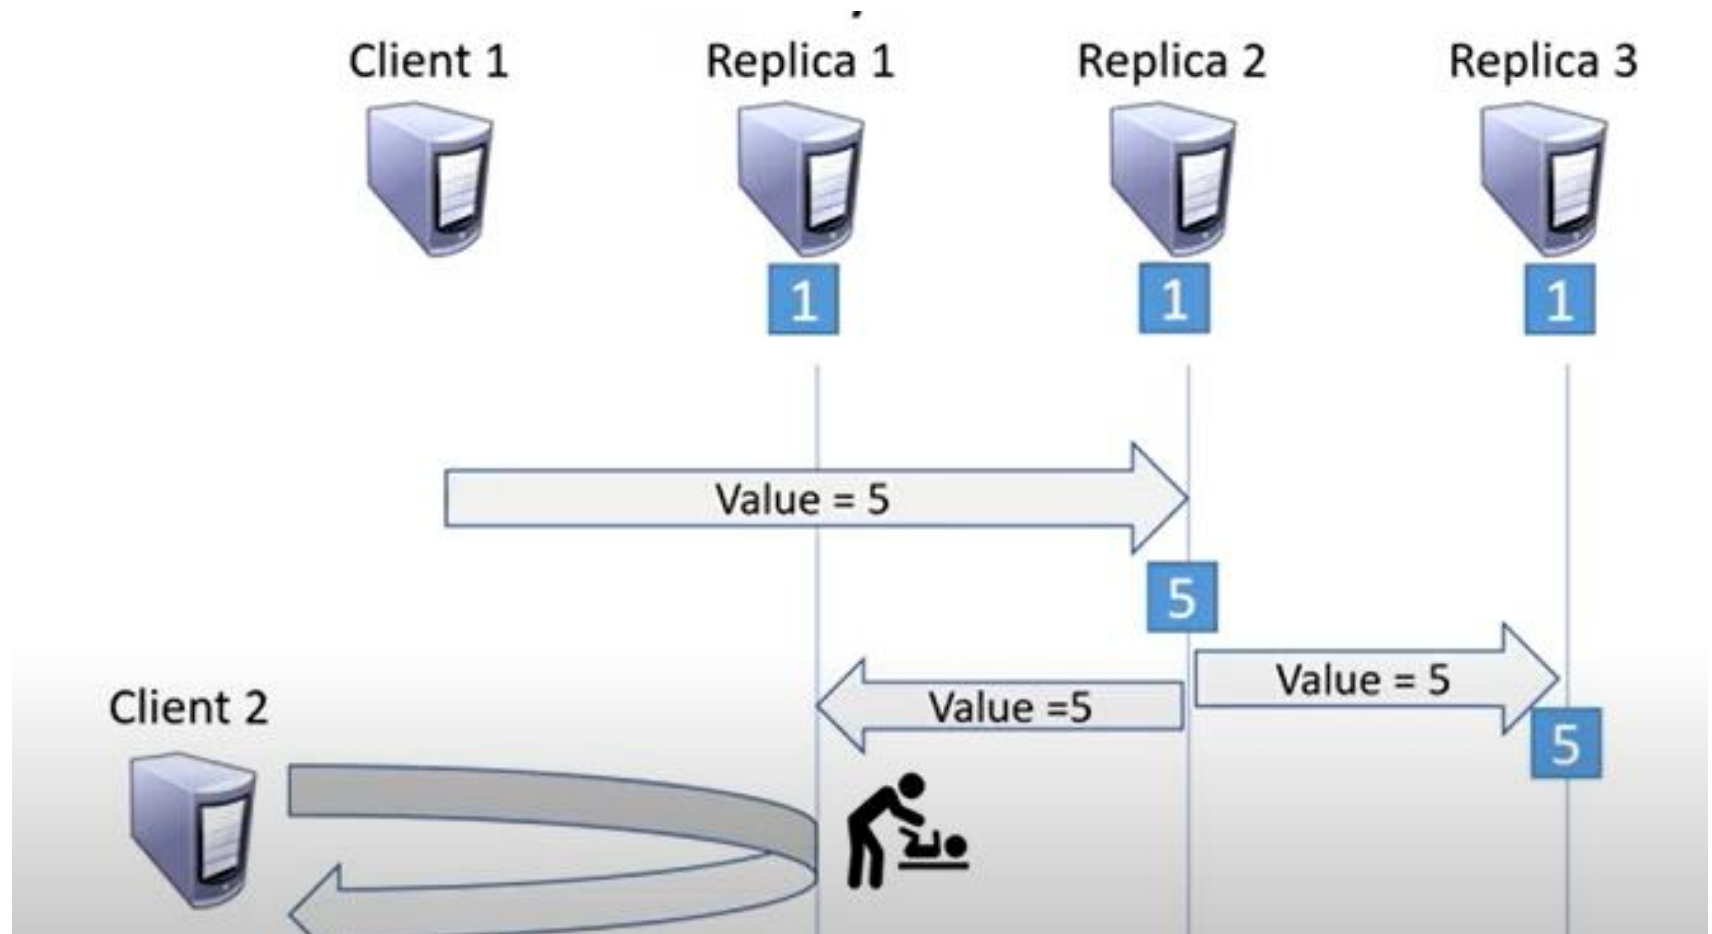 Client 1
Replica 1
Replica 2
Replica 3
1
1
1
Value = 5
5
Value = 5
Value =5
Client 2
5